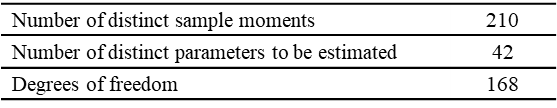 Number of distinct sample moments 210
Number of distinct parameters to be estimated 42
Degrees of freedom 168